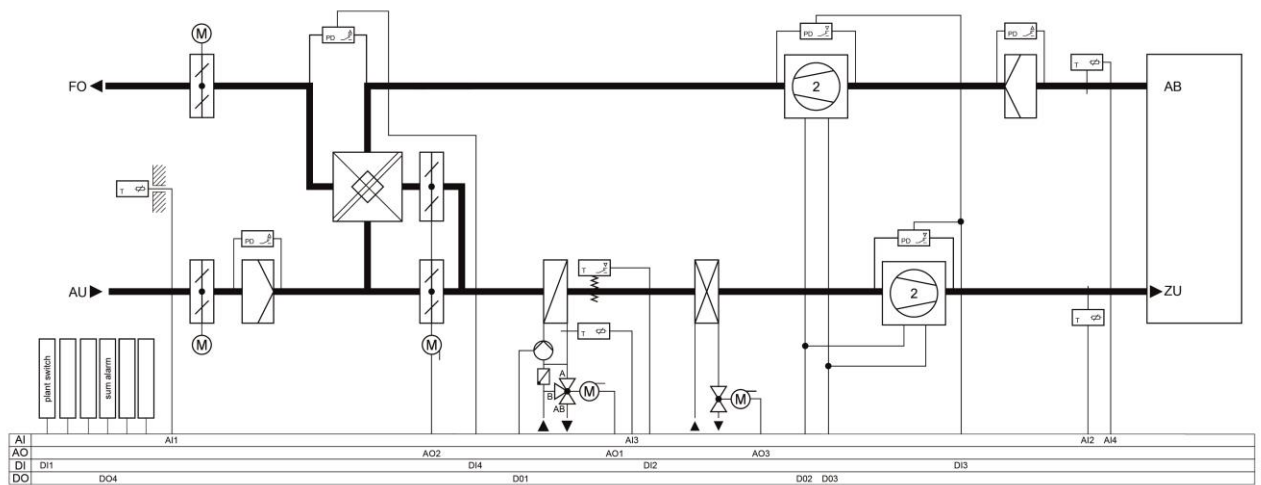 M
PD
PD
PD
2
T
FO
AB
2
T
PD
PD
T
2
AU
ZU
M
M
T
T
plant switch
sum alarm
A
B
M
M
AB
AI AI1 AI3 AI2 AI4
AO AO2 AO1 AO3
DI DI1 DI4 DI2 DI3
DO DO4 D01 D02 D03